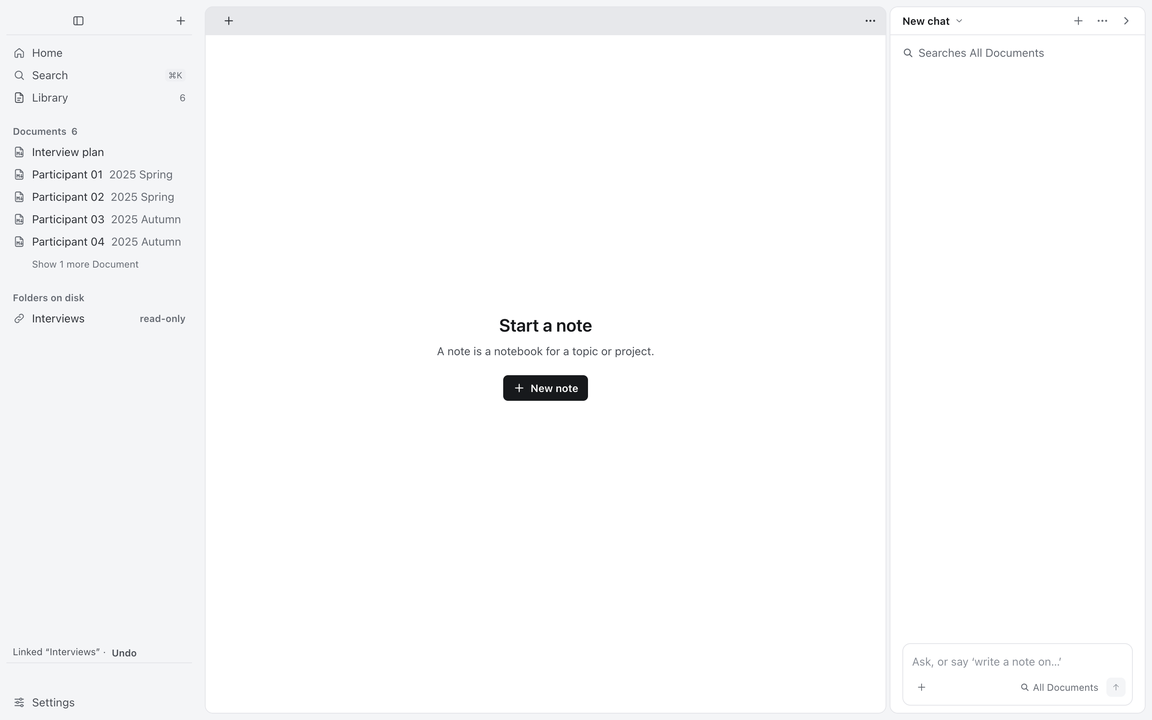 Home
Search ⌘K
Library 6
Documents 6
Interview plan
Participant 01 2025 Spring
Participant 02 2025 Spring
Participant 03 2025 Autumn
Participant 04 2025 Autumn
Show 1 more Document
Folders on disk
Interviews read-only
Linked “Interviews” · Undo
Settings
Start a note
A note is a notebook for a topic or project.
New note
New chat
Searches All Documents
Ask, or say ‘write a note on…’
All Documents